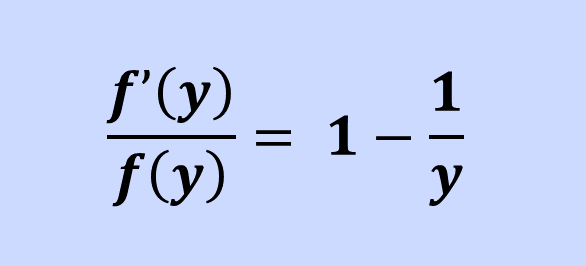 f’(y)/f(y) = 1 − 1/y